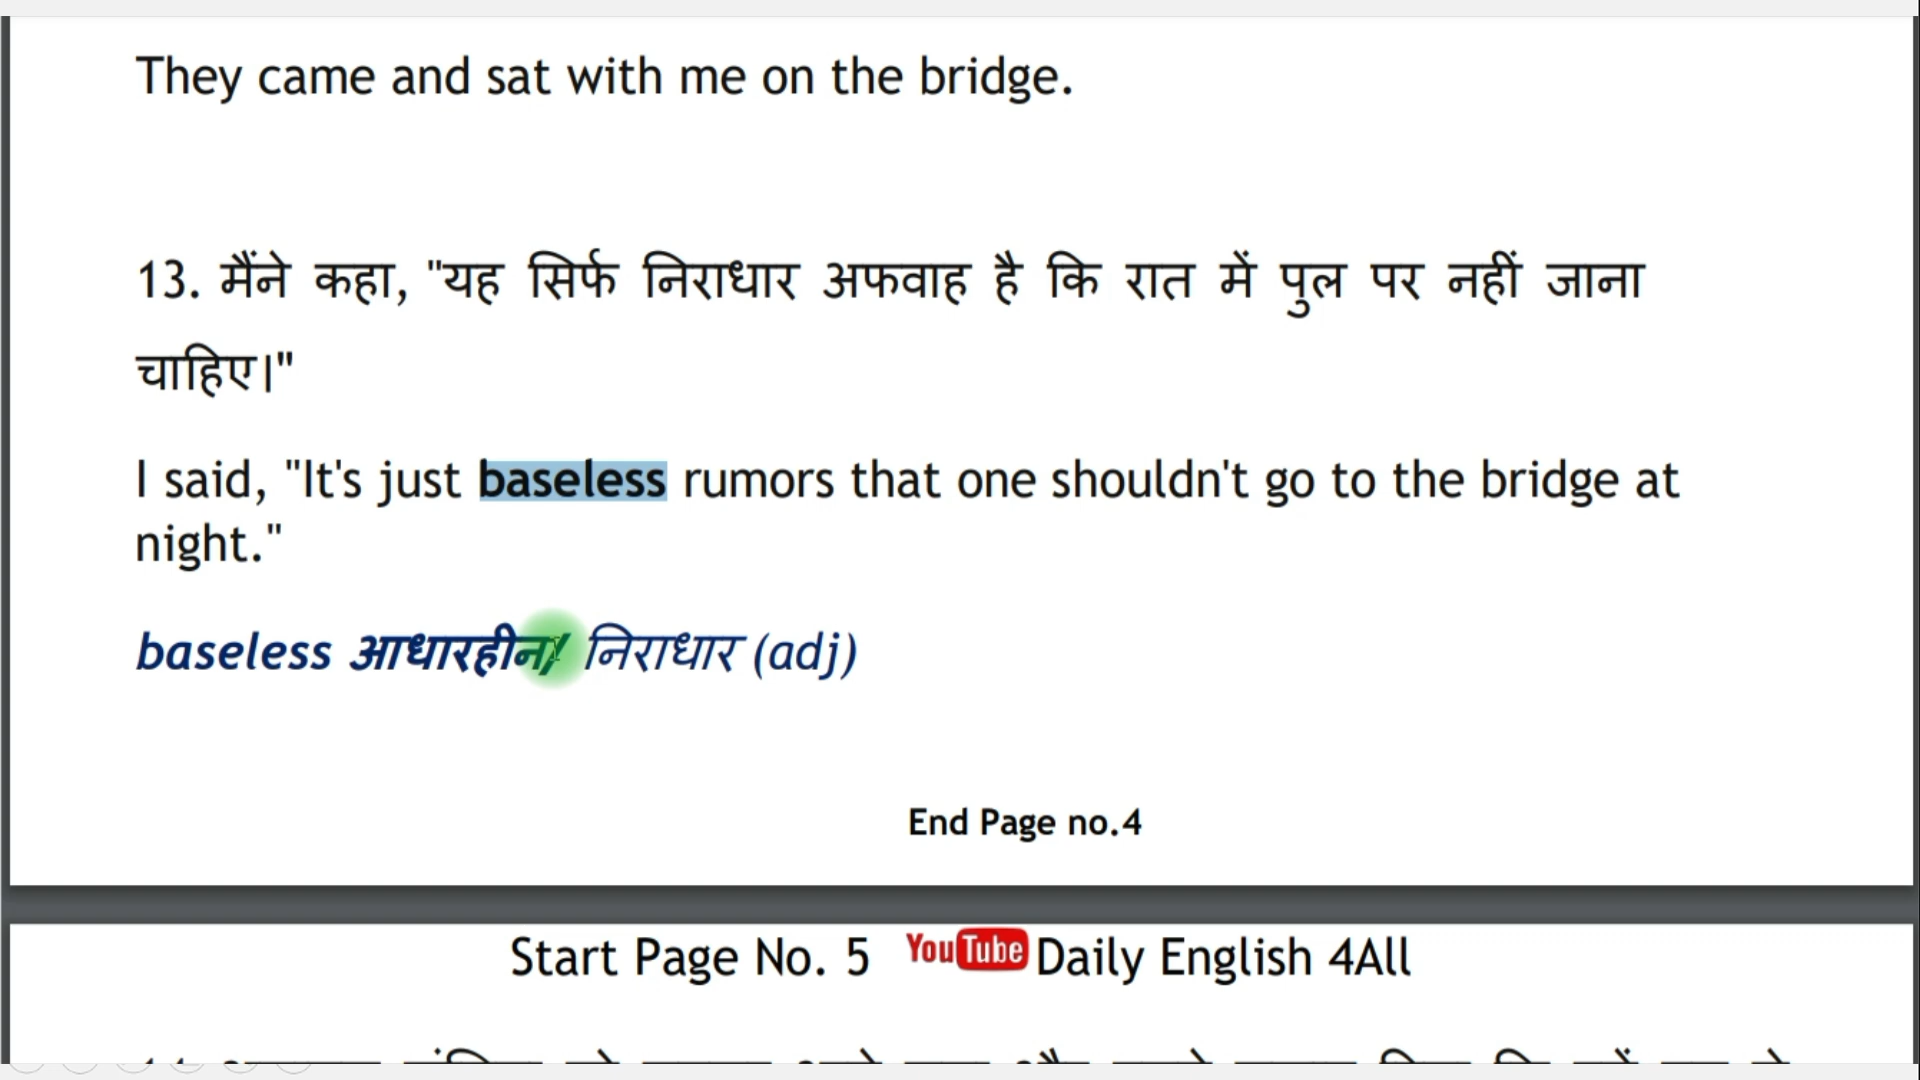 They came and sat with me on the bridge.
13. मैंने कहा, "यह सिर्फ निराधार अफवाह है कि रात में पुल पर नहीं जाना
चाहिए।"
I said, "It's just baseless rumors that one shouldn't go to the bridge at
night."
baseless आधारहीन/ निराधार (adj)
End Page no.4
Start Page No. 5 YouTube Daily English 4All